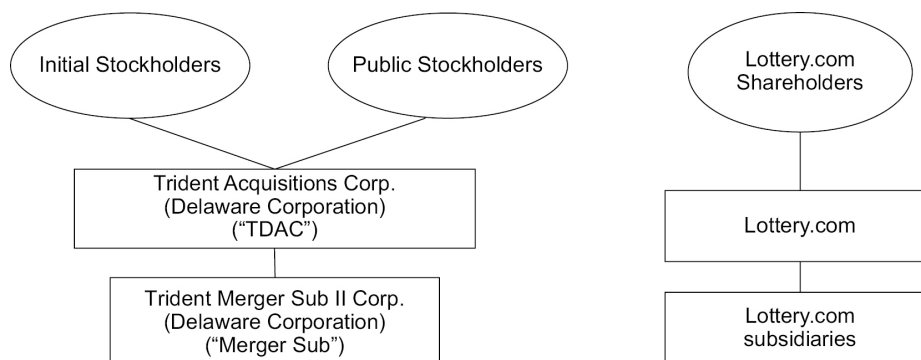 Initial Stockholders
Public Stockholders
Lottery.com
Shareholders
Trident Acquisitions Corp.
(Delaware Corporation)
(“TDAC”)
Lottery.com
Trident Merger Sub II Corp.
(Delaware Corporation)
(“Merger Sub”)
Lottery.com
subsidiaries